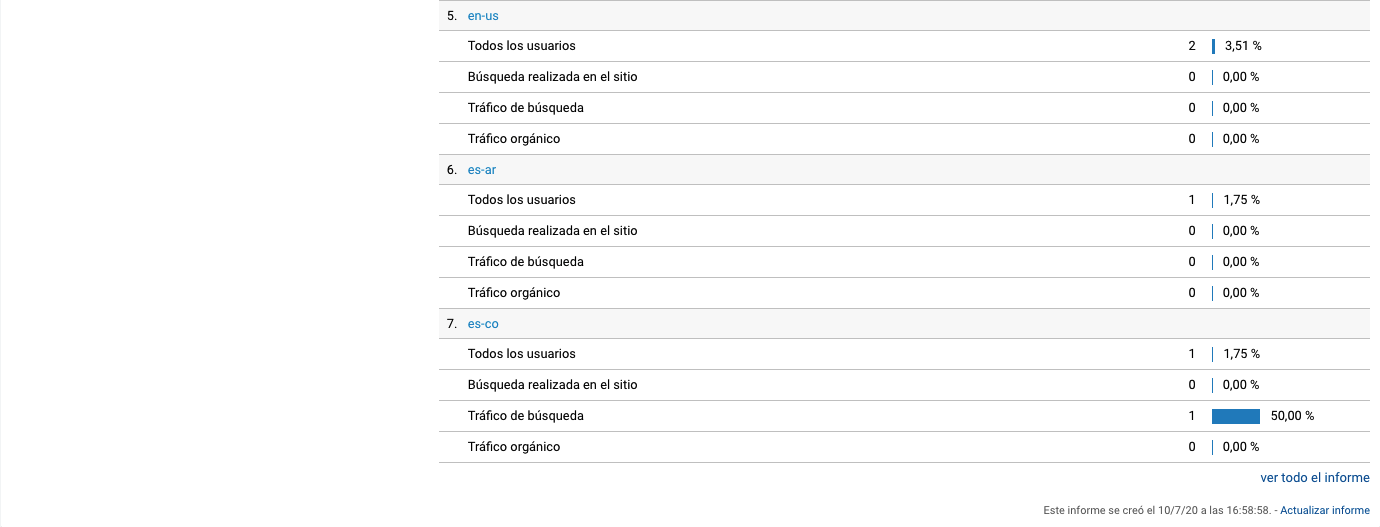 5. en-us
Todos los usuarios 2 3,51 %
Búsqueda realizada en el sitio 0 0,00 %
Tráfico de búsqueda 0 0,00 %
Tráfico orgánico 0 0,00 %
6. es-ar
Todos los usuarios 1 1,75 %
Búsqueda realizada en el sitio 0 0,00 %
Tráfico de búsqueda 0 0,00 %
Tráfico orgánico 0 0,00 %
7. es-co
Todos los usuarios 1 1,75 %
Búsqueda realizada en el sitio 0 0,00 %
Tráfico de búsqueda 1 50,00 %
Tráfico orgánico 0 0,00 %
ver todo el informe
Este informe se creó el 10/7/20 a las 16:58:58. - Actualizar informe